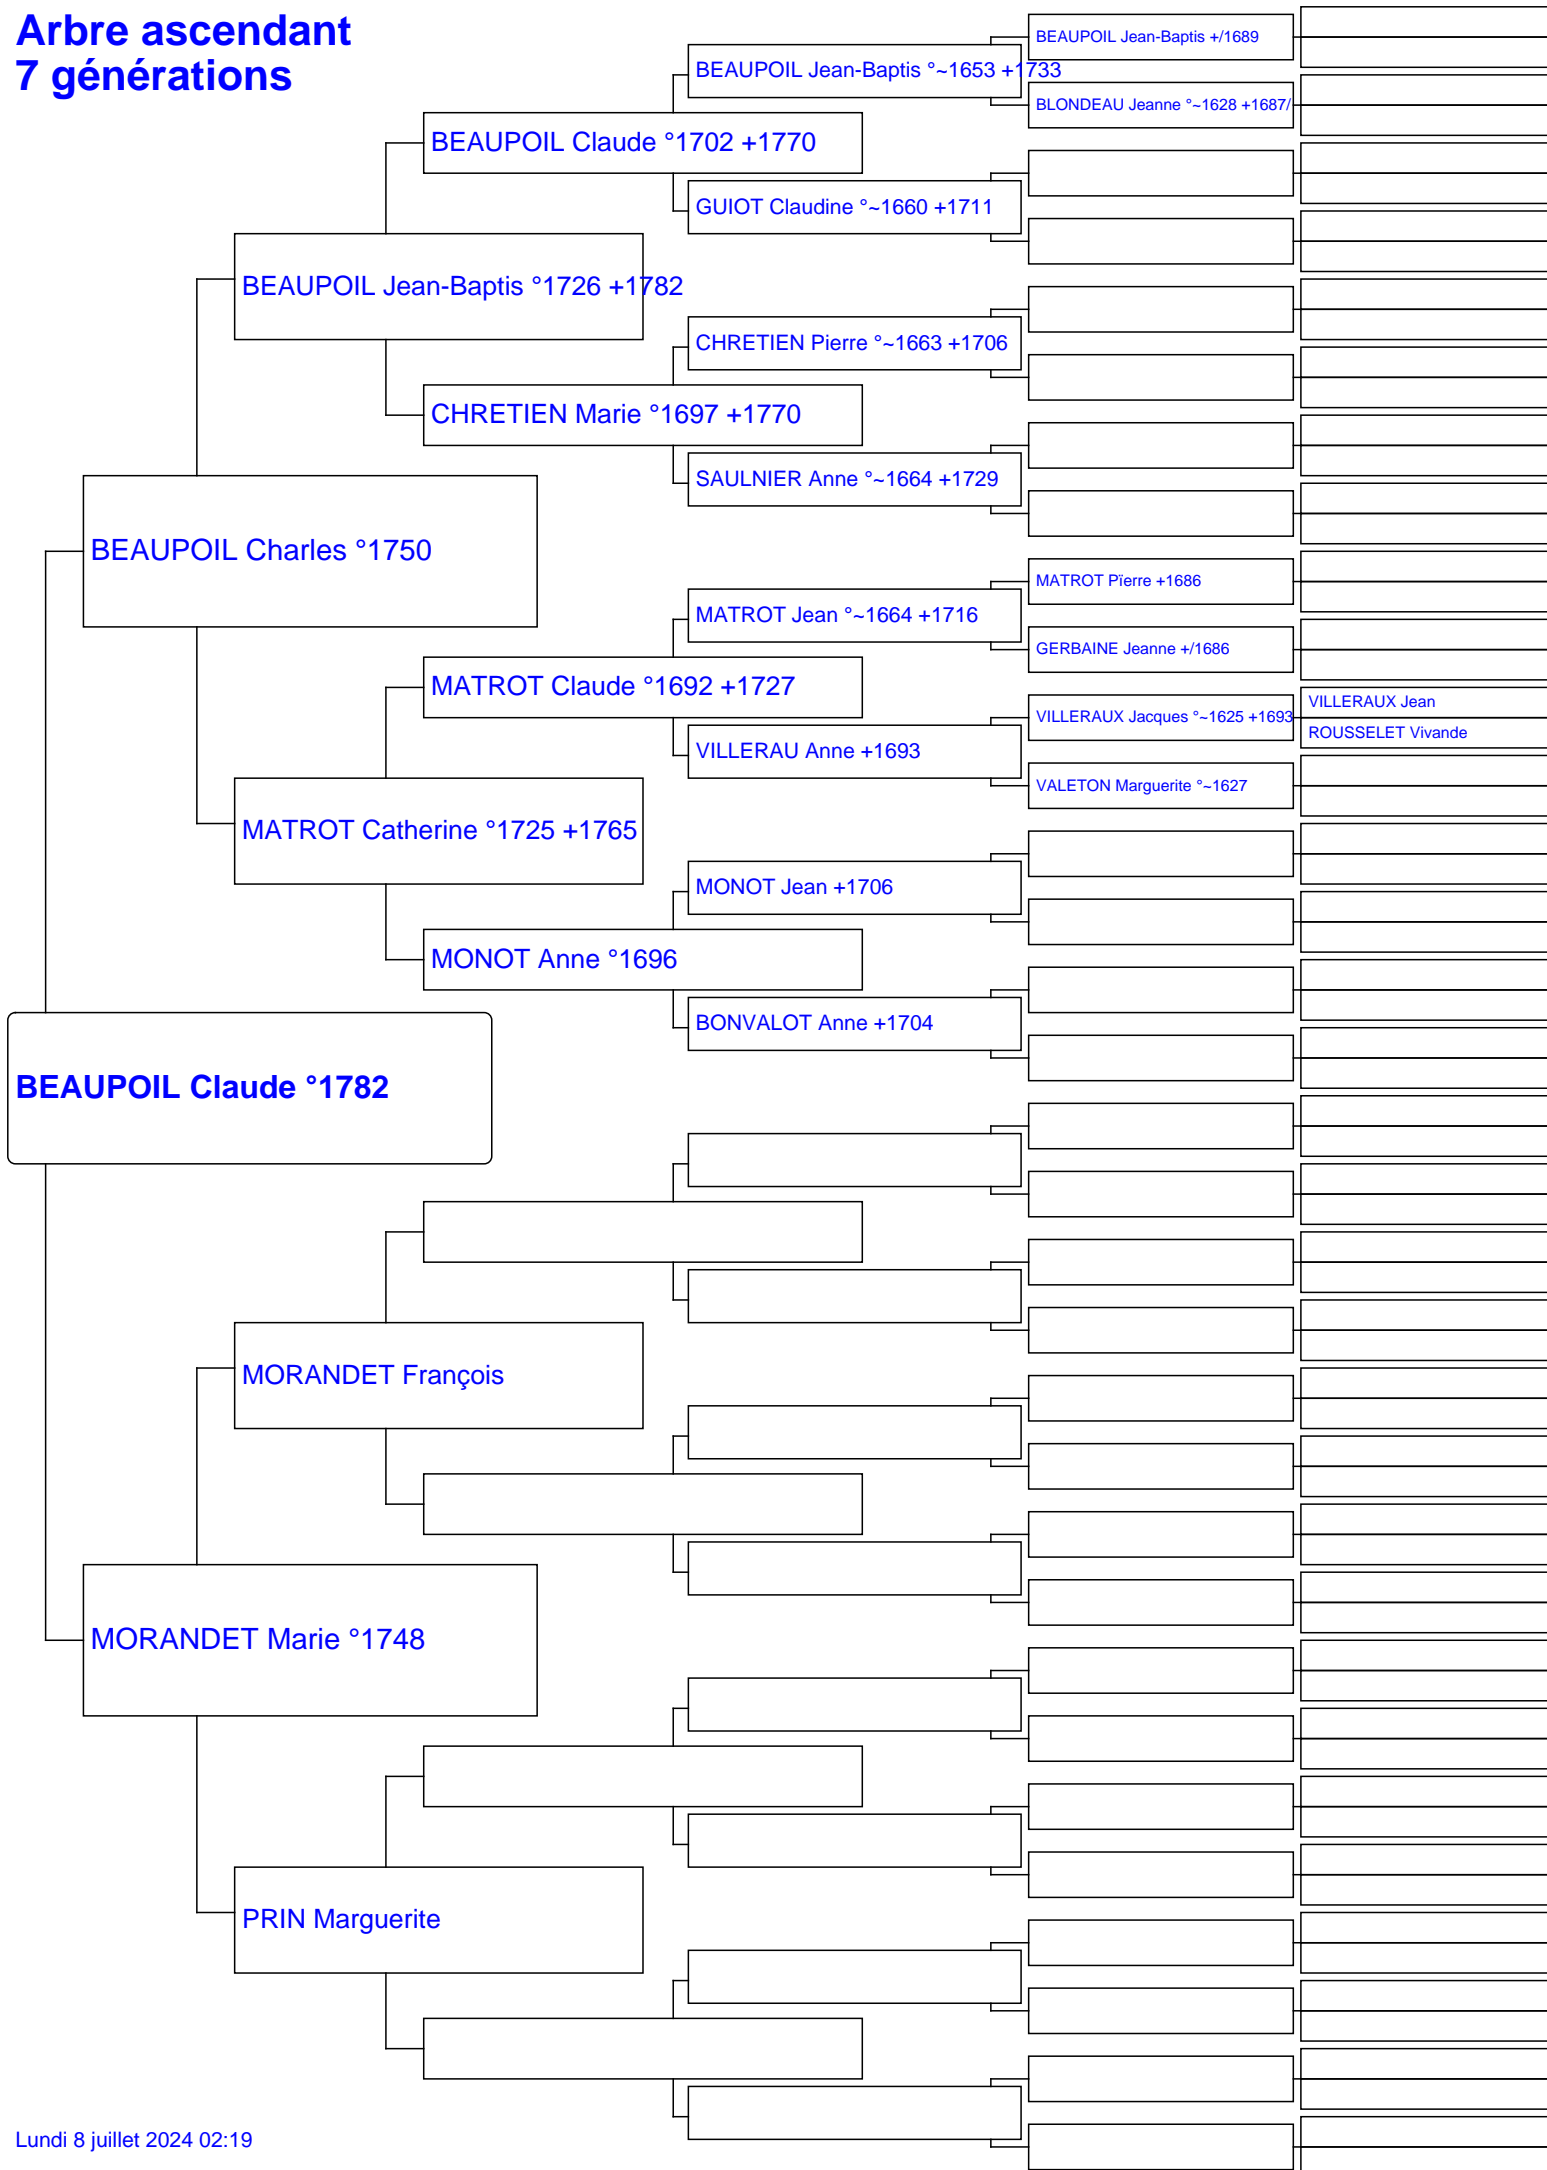 Arbre ascendant
7 générations
BEAUPOIL Jean-Baptis +/1689
BEAUPOIL Jean-Baptis °~1653 +1733
BLONDEAU Jeanne °~1628 +1687/
BEAUPOIL Claude °1702 +1770
GUIOT Claudine °~1660 +1711
BEAUPOIL Jean-Baptis °1726 +1782
CHRETIEN Pierre °~1663 +1706
CHRETIEN Marie °1697 +1770
SAULNIER Anne °~1664 +1729
BEAUPOIL Charles °1750
MATROT Pïerre +1686
MATROT Jean °~1664 +1716
GERBAINE Jeanne +/1686
MATROT Claude °1692 +1727
VILLERAUX Jean
VILLERAUX Jacques °~1625 +1693
ROUSSELET Vivande
VILLERAU Anne +1693
VALETON Marguerite °~1627
MATROT Catherine °1725 +1765
MONOT Jean +1706
MONOT Anne °1696
BONVALOT Anne +1704
BEAUPOIL Claude °1782
MORANDET François
MORANDET Marie °1748
PRIN Marguerite
Lundi 8 juillet 2024 02:19